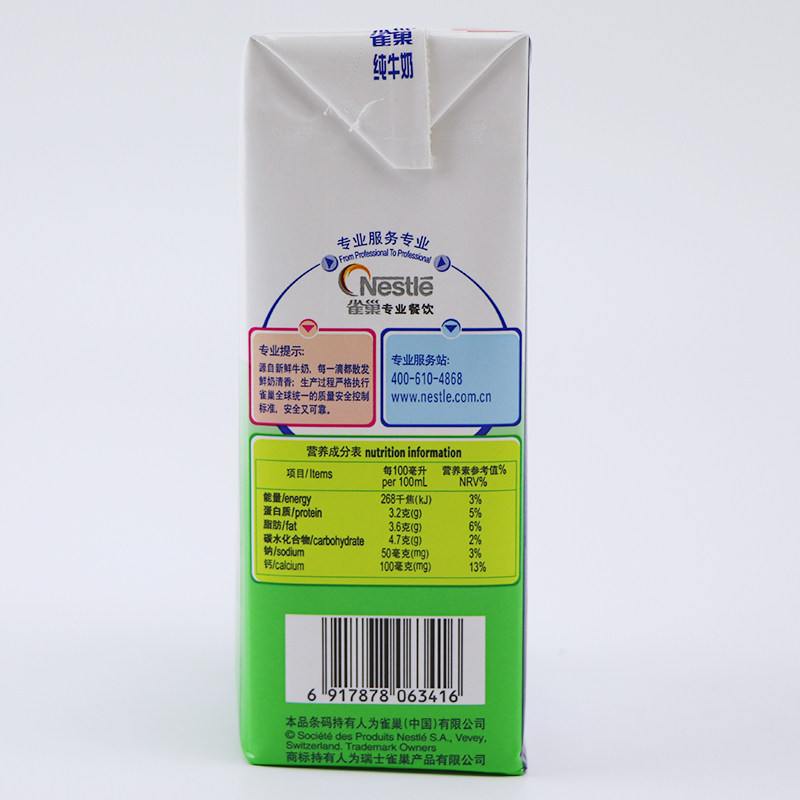 雀巢
纯牛奶
专业服务专业
From Professional To Professional
Nestlé
雀巢专业餐饮
专业提示:
源自新鲜牛奶，每一滴都散发
鲜奶清香；生产过程严格执行
雀巢全球统一的质量安全控制
标准，安全又可靠。
专业服务站:
400-610-4868
www.nestle.com.cn
营养成分表 nutrition information
项目/Items 每100毫升 per 100mL 营养素参考值% NRV%
能量/energy 268千焦(kJ) 3%
蛋白质/protein 3.2克(g) 5%
脂肪/fat 3.6克(g) 6%
碳水化合物/carbohydrate 4.7克(g) 2%
钠/sodium 50毫克(mg) 3%
钙/calcium 100毫克(mg) 13%
6 917878 063416
本品条码持有人为雀巢(中国)有限公司
© Société des Produits Nestlé S.A., Vevey,
Switzerland. Trademark Owners
商标持有人为瑞士雀巢产品有限公司